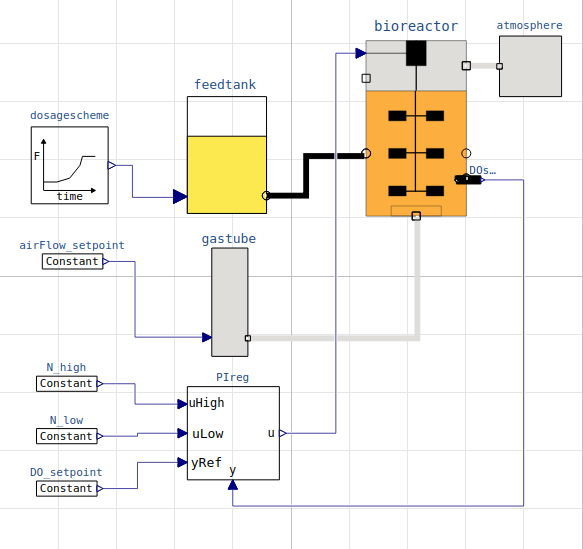 bioreactor
atmosphere
feedtank
dosagescheme
F
time
DOs…
airFlow_setpoint
Constant
gastube
N_high
Constant
PIreg
uHigh
N_low
Constant
uLow
u
DO_setpoint
Constant
yRef
y